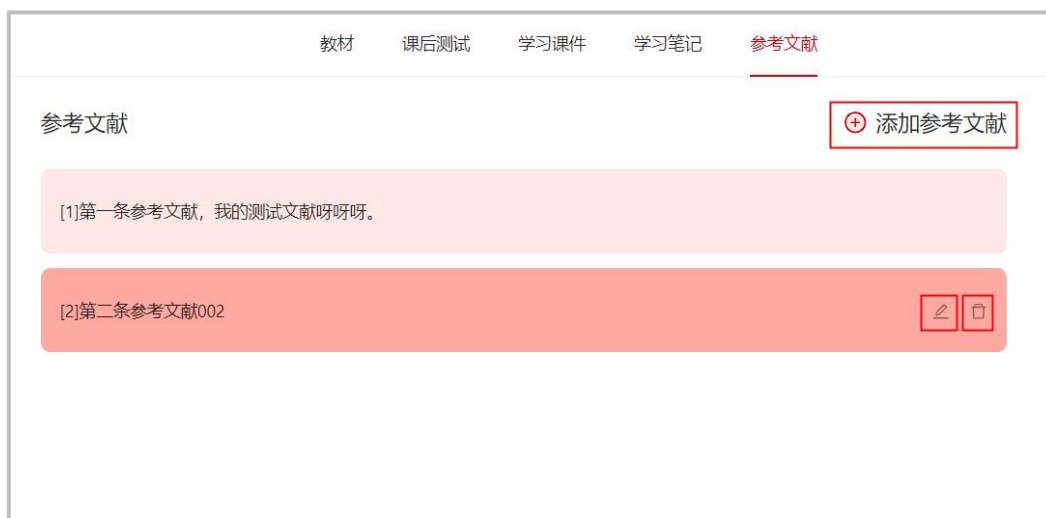 教材 课后测试 学习课件 学习笔记 参考文献
参考文献
添加参考文献
[1]第一条参考文献，我的测试文献呀呀呀。
[2]第二条参考文献002